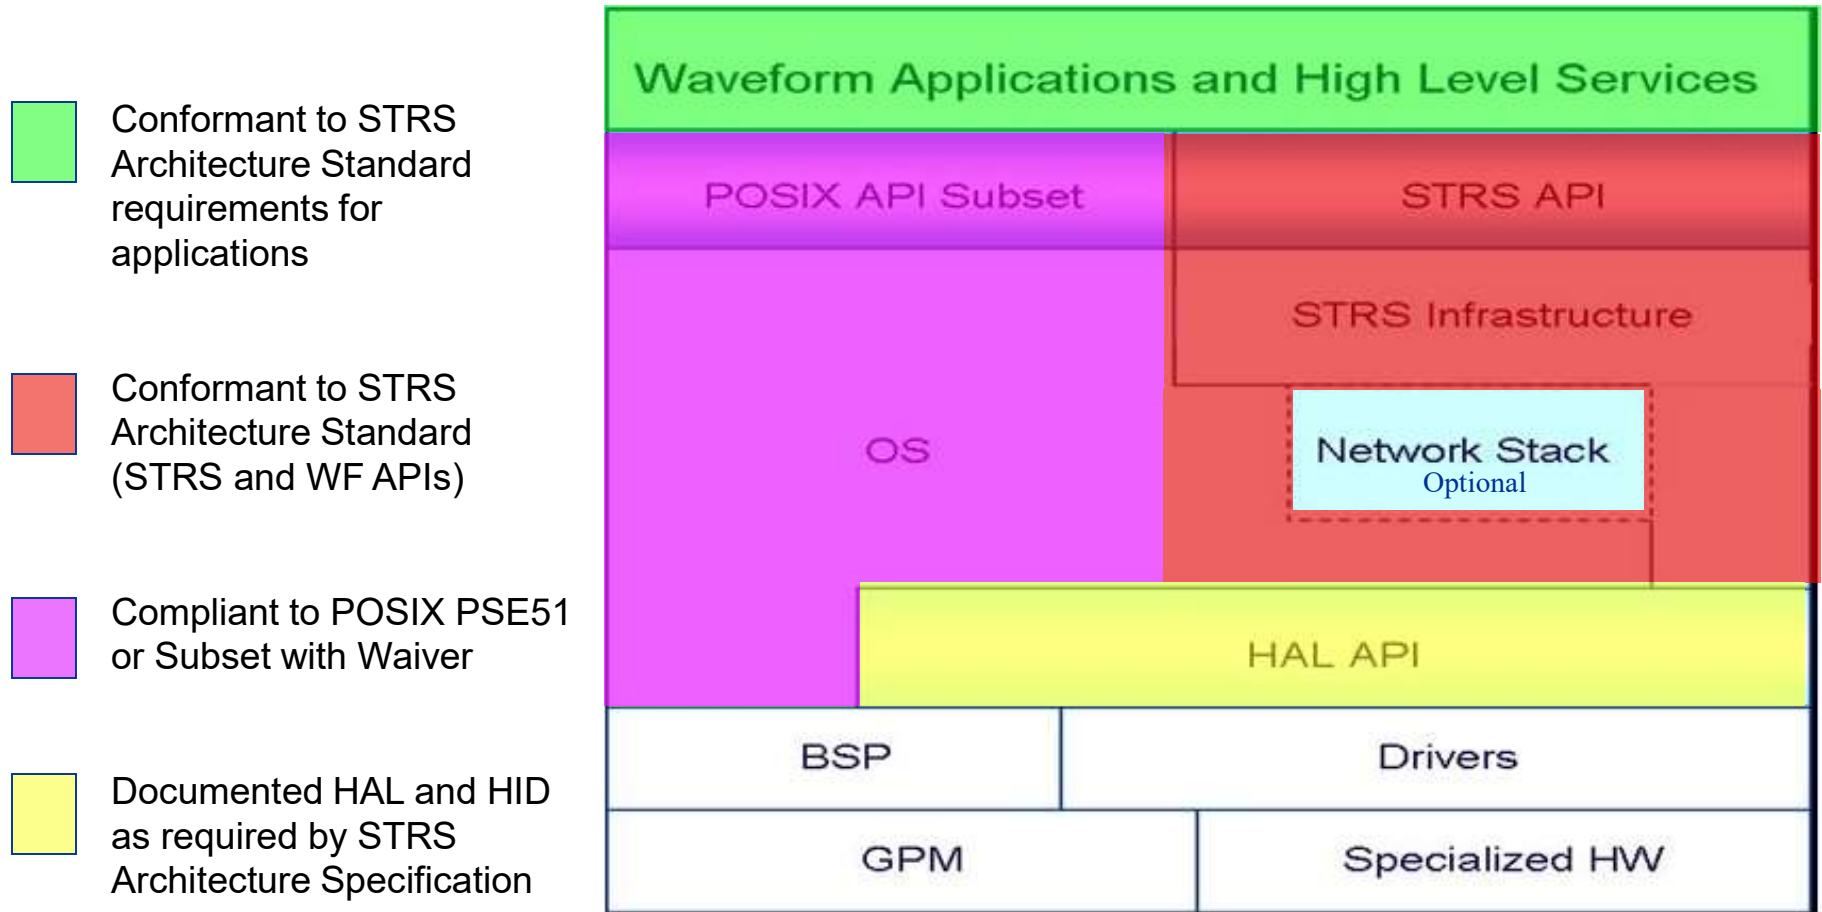 Conformant to STRS
Architecture Standard
requirements for
applications
Conformant to STRS
Architecture Standard
(STRS and WF APIs)
Compliant to POSIX PSE51
or Subset with Waiver
Documented HAL and HID
as required by STRS
Architecture Specification
Waveform Applications and High Level Services
POSIX API Subset
STRS API
STRS Infrastructure
OS
Network Stack
Optional
HAL API
BSP
Drivers
GPM
Specialized HW